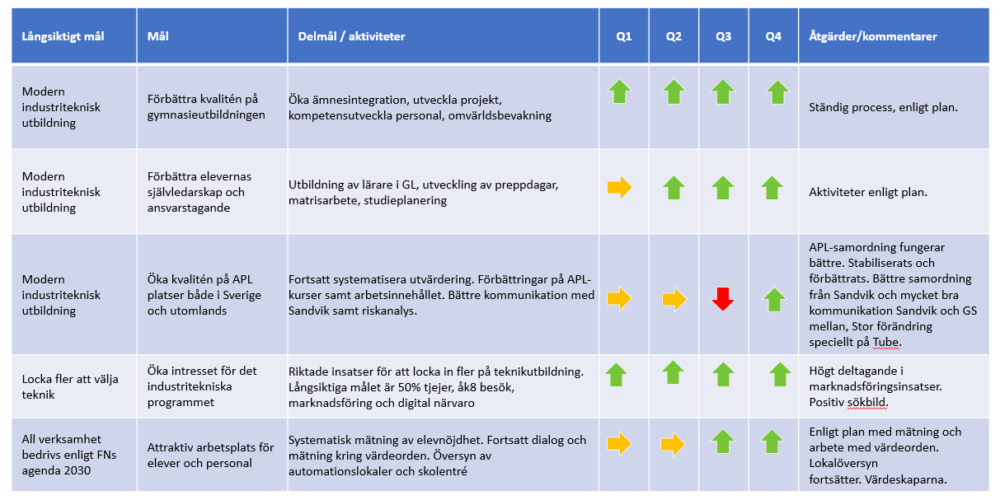 Långsiktigt mål
Mål
Delmål / aktiviteter
Q1
Q2
Q3
Q4
Åtgärder/kommentarer
Modern
industriteknisk
utbildning
Förbättra kvalitén på
gymnasieutbildningen
Öka ämnesintegration, utveckla projekt,
kompetensutveckla personal, omvärldsbevakning
Ständig process, enligt plan.
Modern
industriteknisk
utbildning
Förbättra elevernas
självledarskap och
ansvarstagande
Utbildning av lärare i GL, utveckling av preppdagar,
matrisarbete, studieplanering
Aktiviteter enligt plan.
Modern
industriteknisk
utbildning
Öka kvalitén på APL
platser både i Sverige
och utomlands
Fortsatt systematisera utvärdering. Förbättringar på APL-
kurser samt arbetsinnehållet. Bättre kommunikation med
Sandvik samt riskanalys.
APL-samordning fungerar
bättre. Stabiliserats och
förbättrats. Bättre samordning
från Sandvik och mycket bra
kommunikation Sandvik och GS
mellan, Stor förändring
speciellt på Tube.
Locka fler att välja
teknik
Öka intresset för det
industritekniska
programmet
Riktade insatser för att locka in fler på teknikutbildning.
Långsiktiga målet är 50% tjejer, åk8 besök,
marknadsföring och digital närvaro
Högt deltagande i
marknadsföringsinsatser.
Positiv sökbild.
All verksamhet
bedrivs enligt FNs
agenda 2030
Attraktiv arbetsplats för
elever och personal
Systematisk mätning av elevnöjdhet. Fortsatt dialog och
mätning kring värdeorden. Översyn av
automationslokaler och skolentré
Enligt plan med mätning och
arbete med värdeorden.
Lokalöversyn
fortsätter. Värdeskaparna.